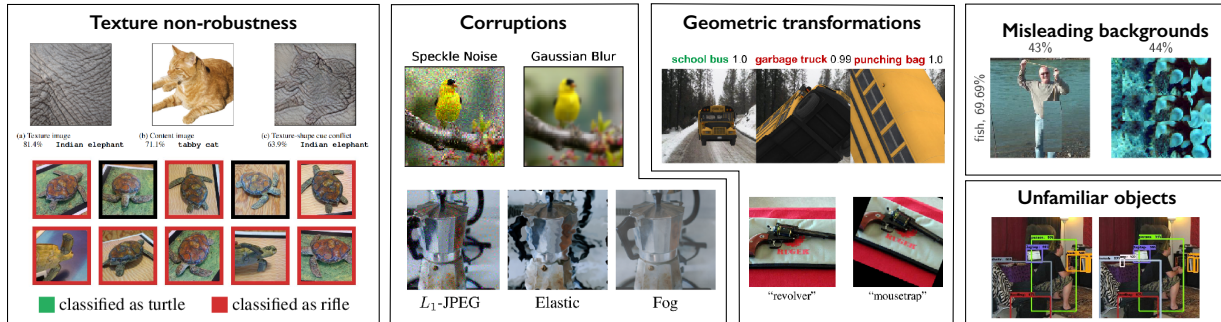 Texture non-robustness
(a) Texture image
81.4% Indian elephant
(b) Content image
71.1% tabby cat
(c) Texture-shape cue conflict
63.9% Indian elephant
classified as turtle
classified as rifle
Corruptions
Speckle Noise
Gaussian Blur
L₁-JPEG
Elastic
Fog
Geometric transformations
school bus 1.0
garbage truck 0.99
punching bag 1.0
RUGER
“revolver”
“mousetrap”
Misleading backgrounds
43%
44%
fish, 69.69%
Unfamiliar objects